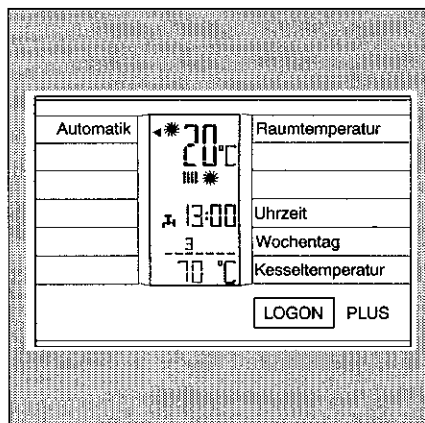 Automatik 20°C Raumtemperatur
13:00 Uhrzeit
3 Wochentag
70 °C Kesseltemperatur
LOGON PLUS